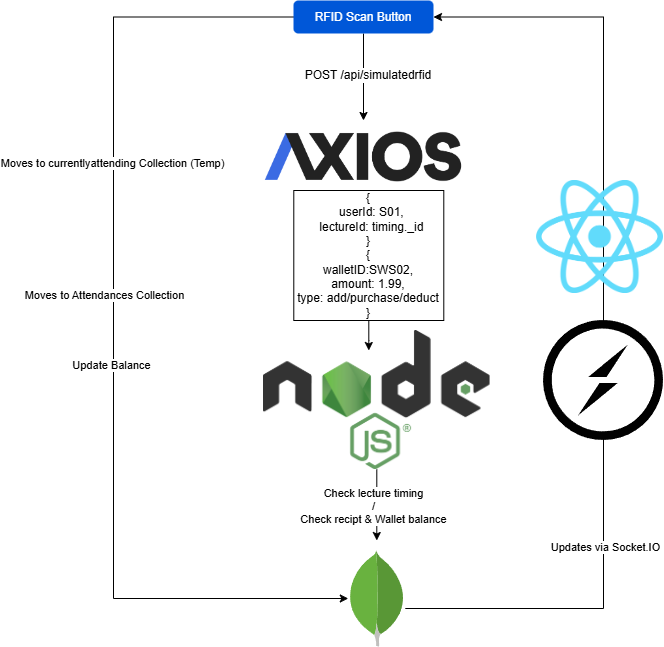 RFID Scan Button
POST /api/simulatedrfid
AXIOS
Moves to currentlyattending Collection (Temp)
{
userId: S01,
lectureId: timing._id
}
{
walletID:SWS02,
amount: 1.99,
type: add/purchase/deduct
}
Moves to Attendances Collection
Update Balance
node
JS®
Check lecture timing
/
Check recipt & Wallet balance
Updates via Socket.IO